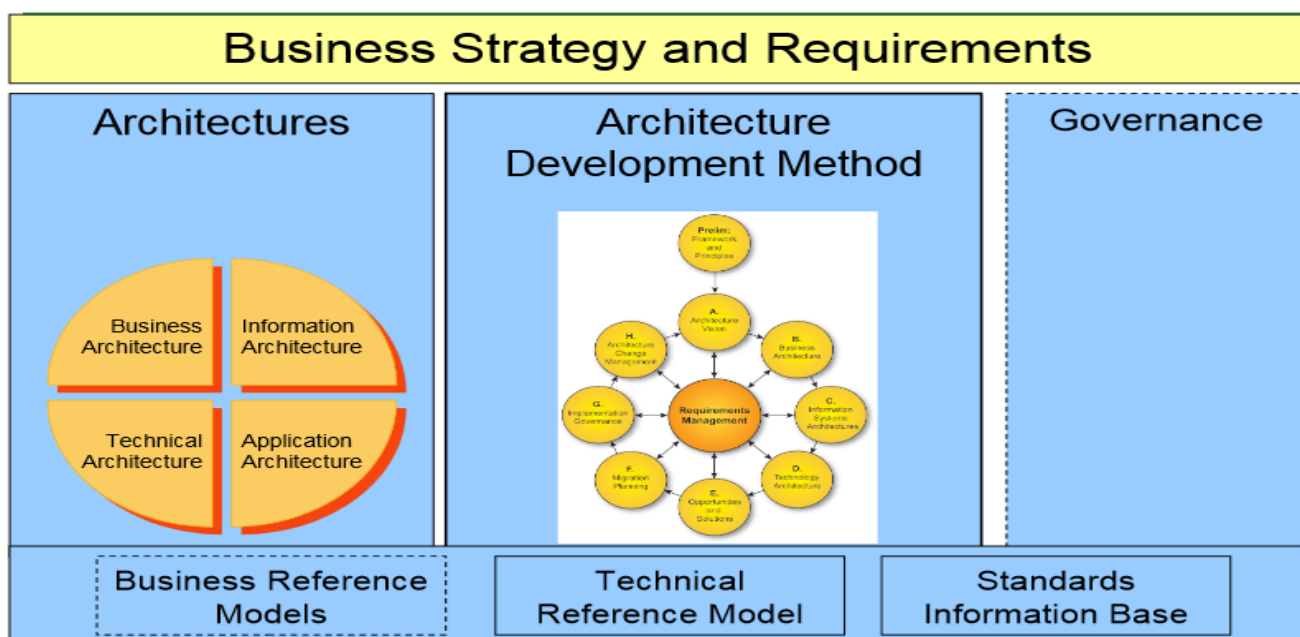 Business Strategy and Requirements
Architectures
Business
Architecture
Information
Architecture
Technical
Architecture
Application
Architecture
Architecture
Development Method
Prelim:
Framework
and
Principles
A.
Architecture
Vision
B.
Business
Architecture
C.
Information
Systems
Architectures
D.
Technology
Architecture
E.
Opportunities
and
Solutions
F.
Migration
Planning
G.
Implementation
Governance
H.
Architecture
Change
Management
Requirements
Management
Governance
Business Reference
Models
Technical
Reference Model
Standards
Information Base